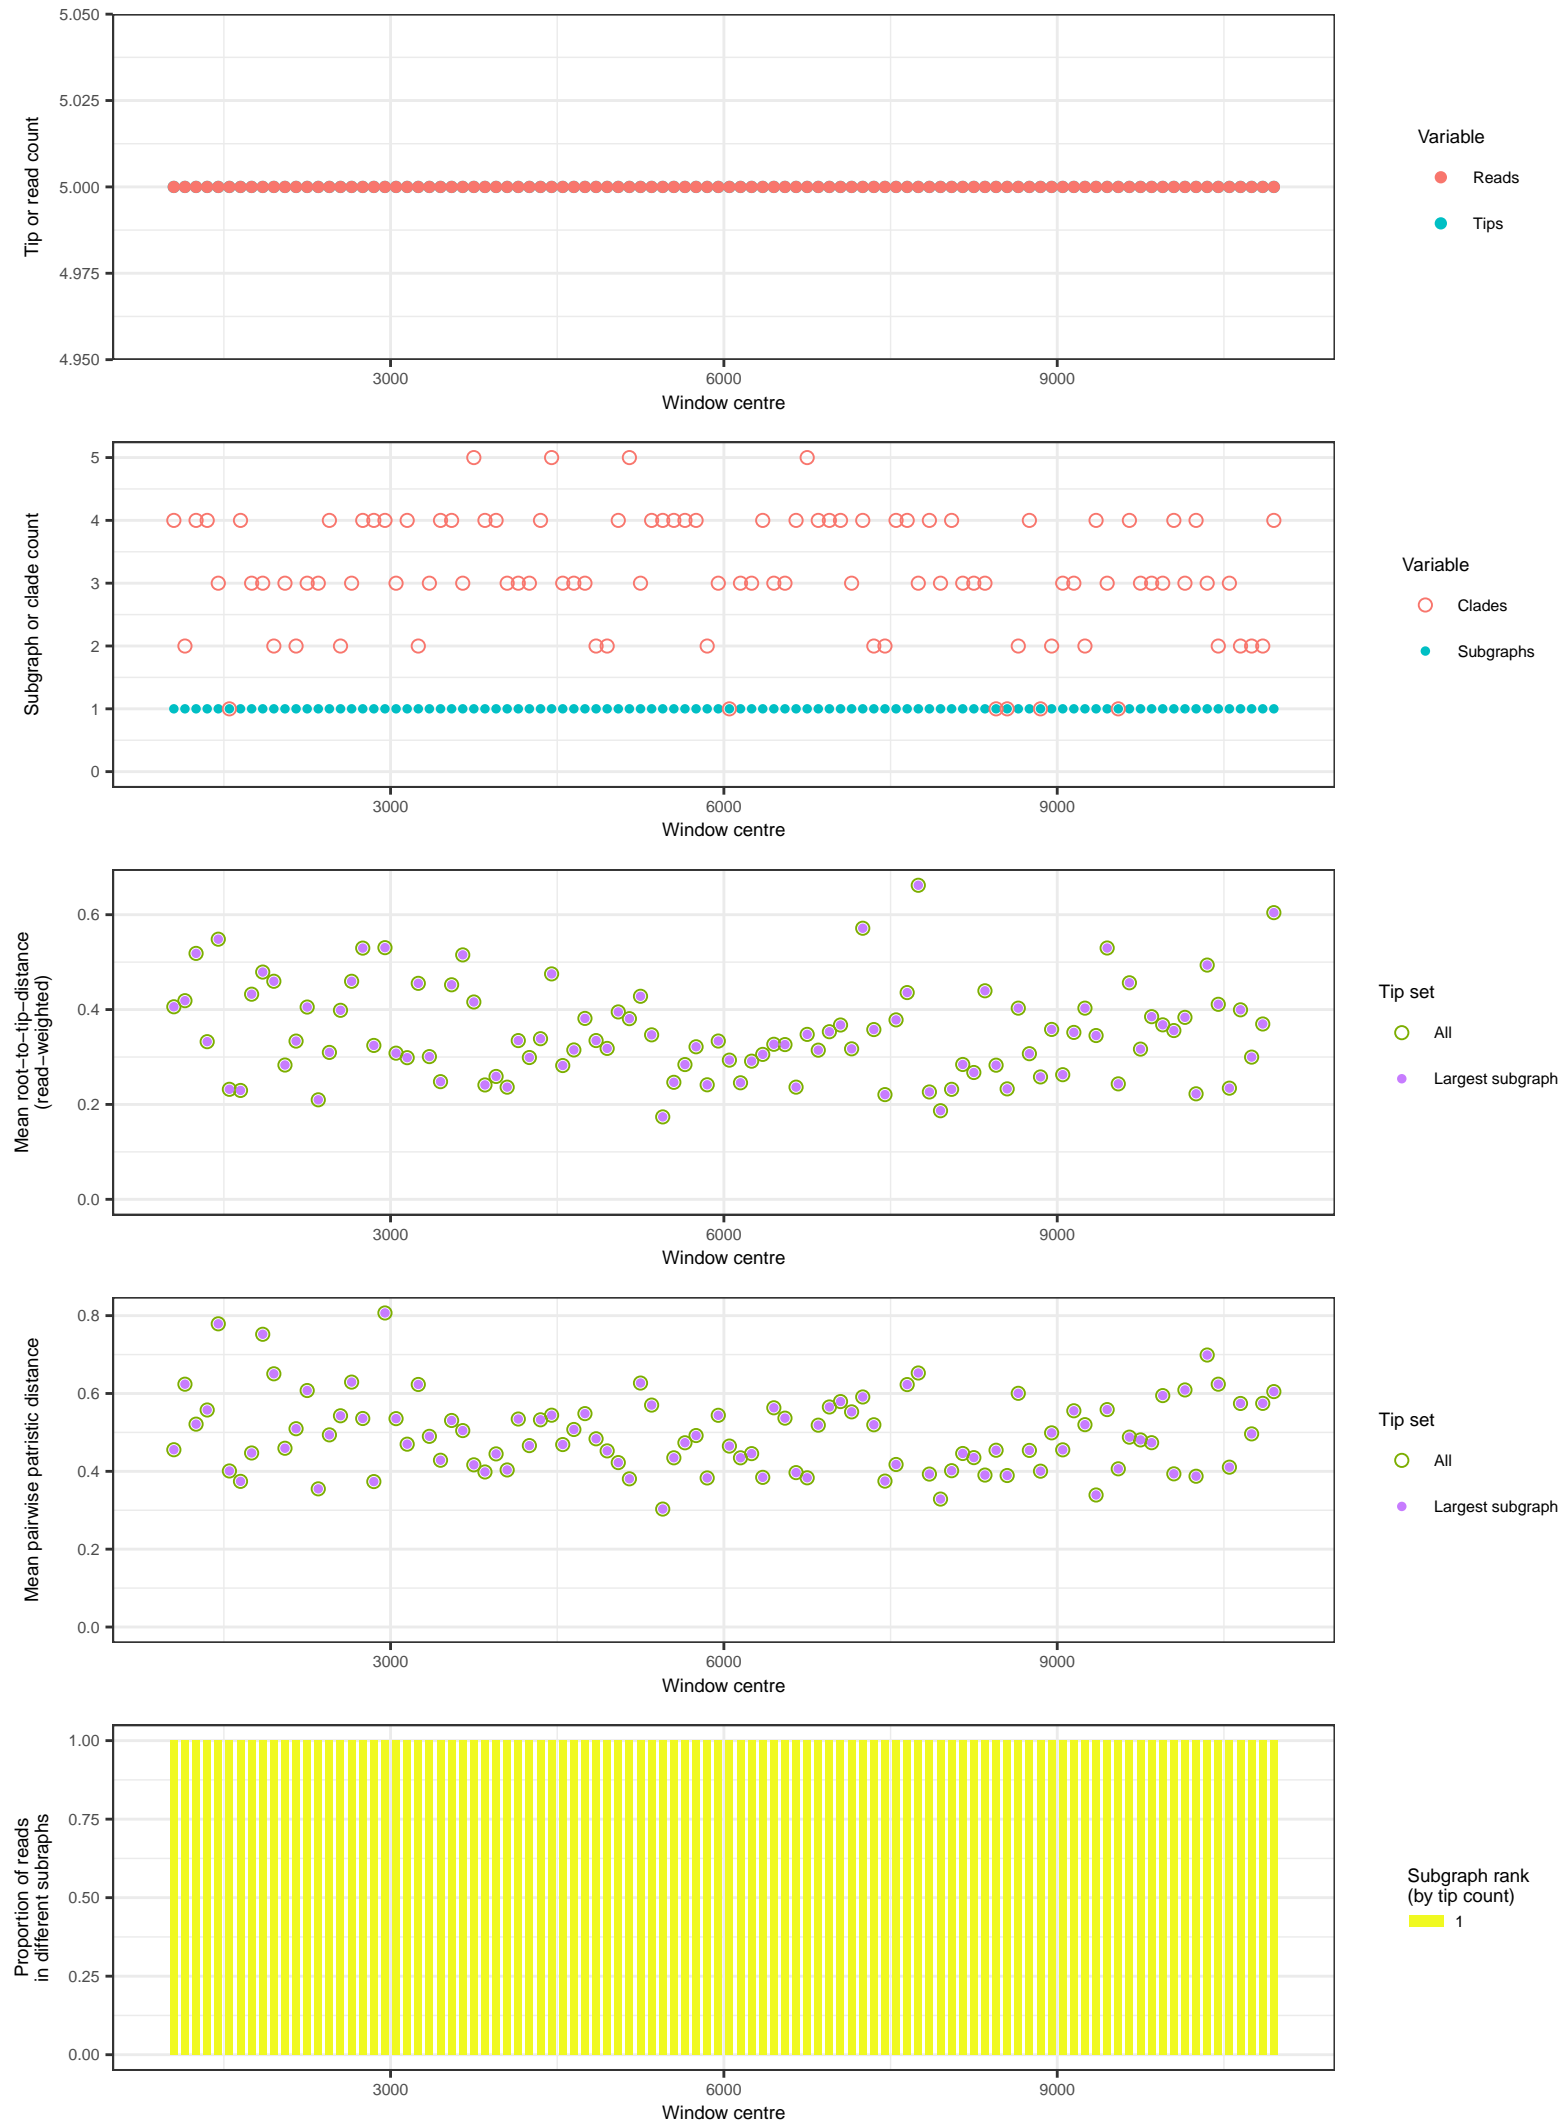 5.050
5.025
5.000
4.975
4.950
Tip or read count
3000 6000 9000
Window centre
Variable
Reads
Tips
5
4
3
2
1
0
Subgraph or clade count
3000 6000 9000
Window centre
Variable
Clades
Subgraphs
0.6
0.4
0.2
0.0
Mean root−to−tip−distance
(read−weighted)
3000 6000 9000
Window centre
Tip set
All
Largest subgraph
0.8
0.6
0.4
0.2
0.0
Mean pairwise patristic distance
3000 6000 9000
Window centre
Tip set
All
Largest subgraph
1.00
0.75
0.50
0.25
0.00
Proportion of reads
in different subraphs
3000 6000 9000
Window centre
Subgraph rank
(by tip count)
1